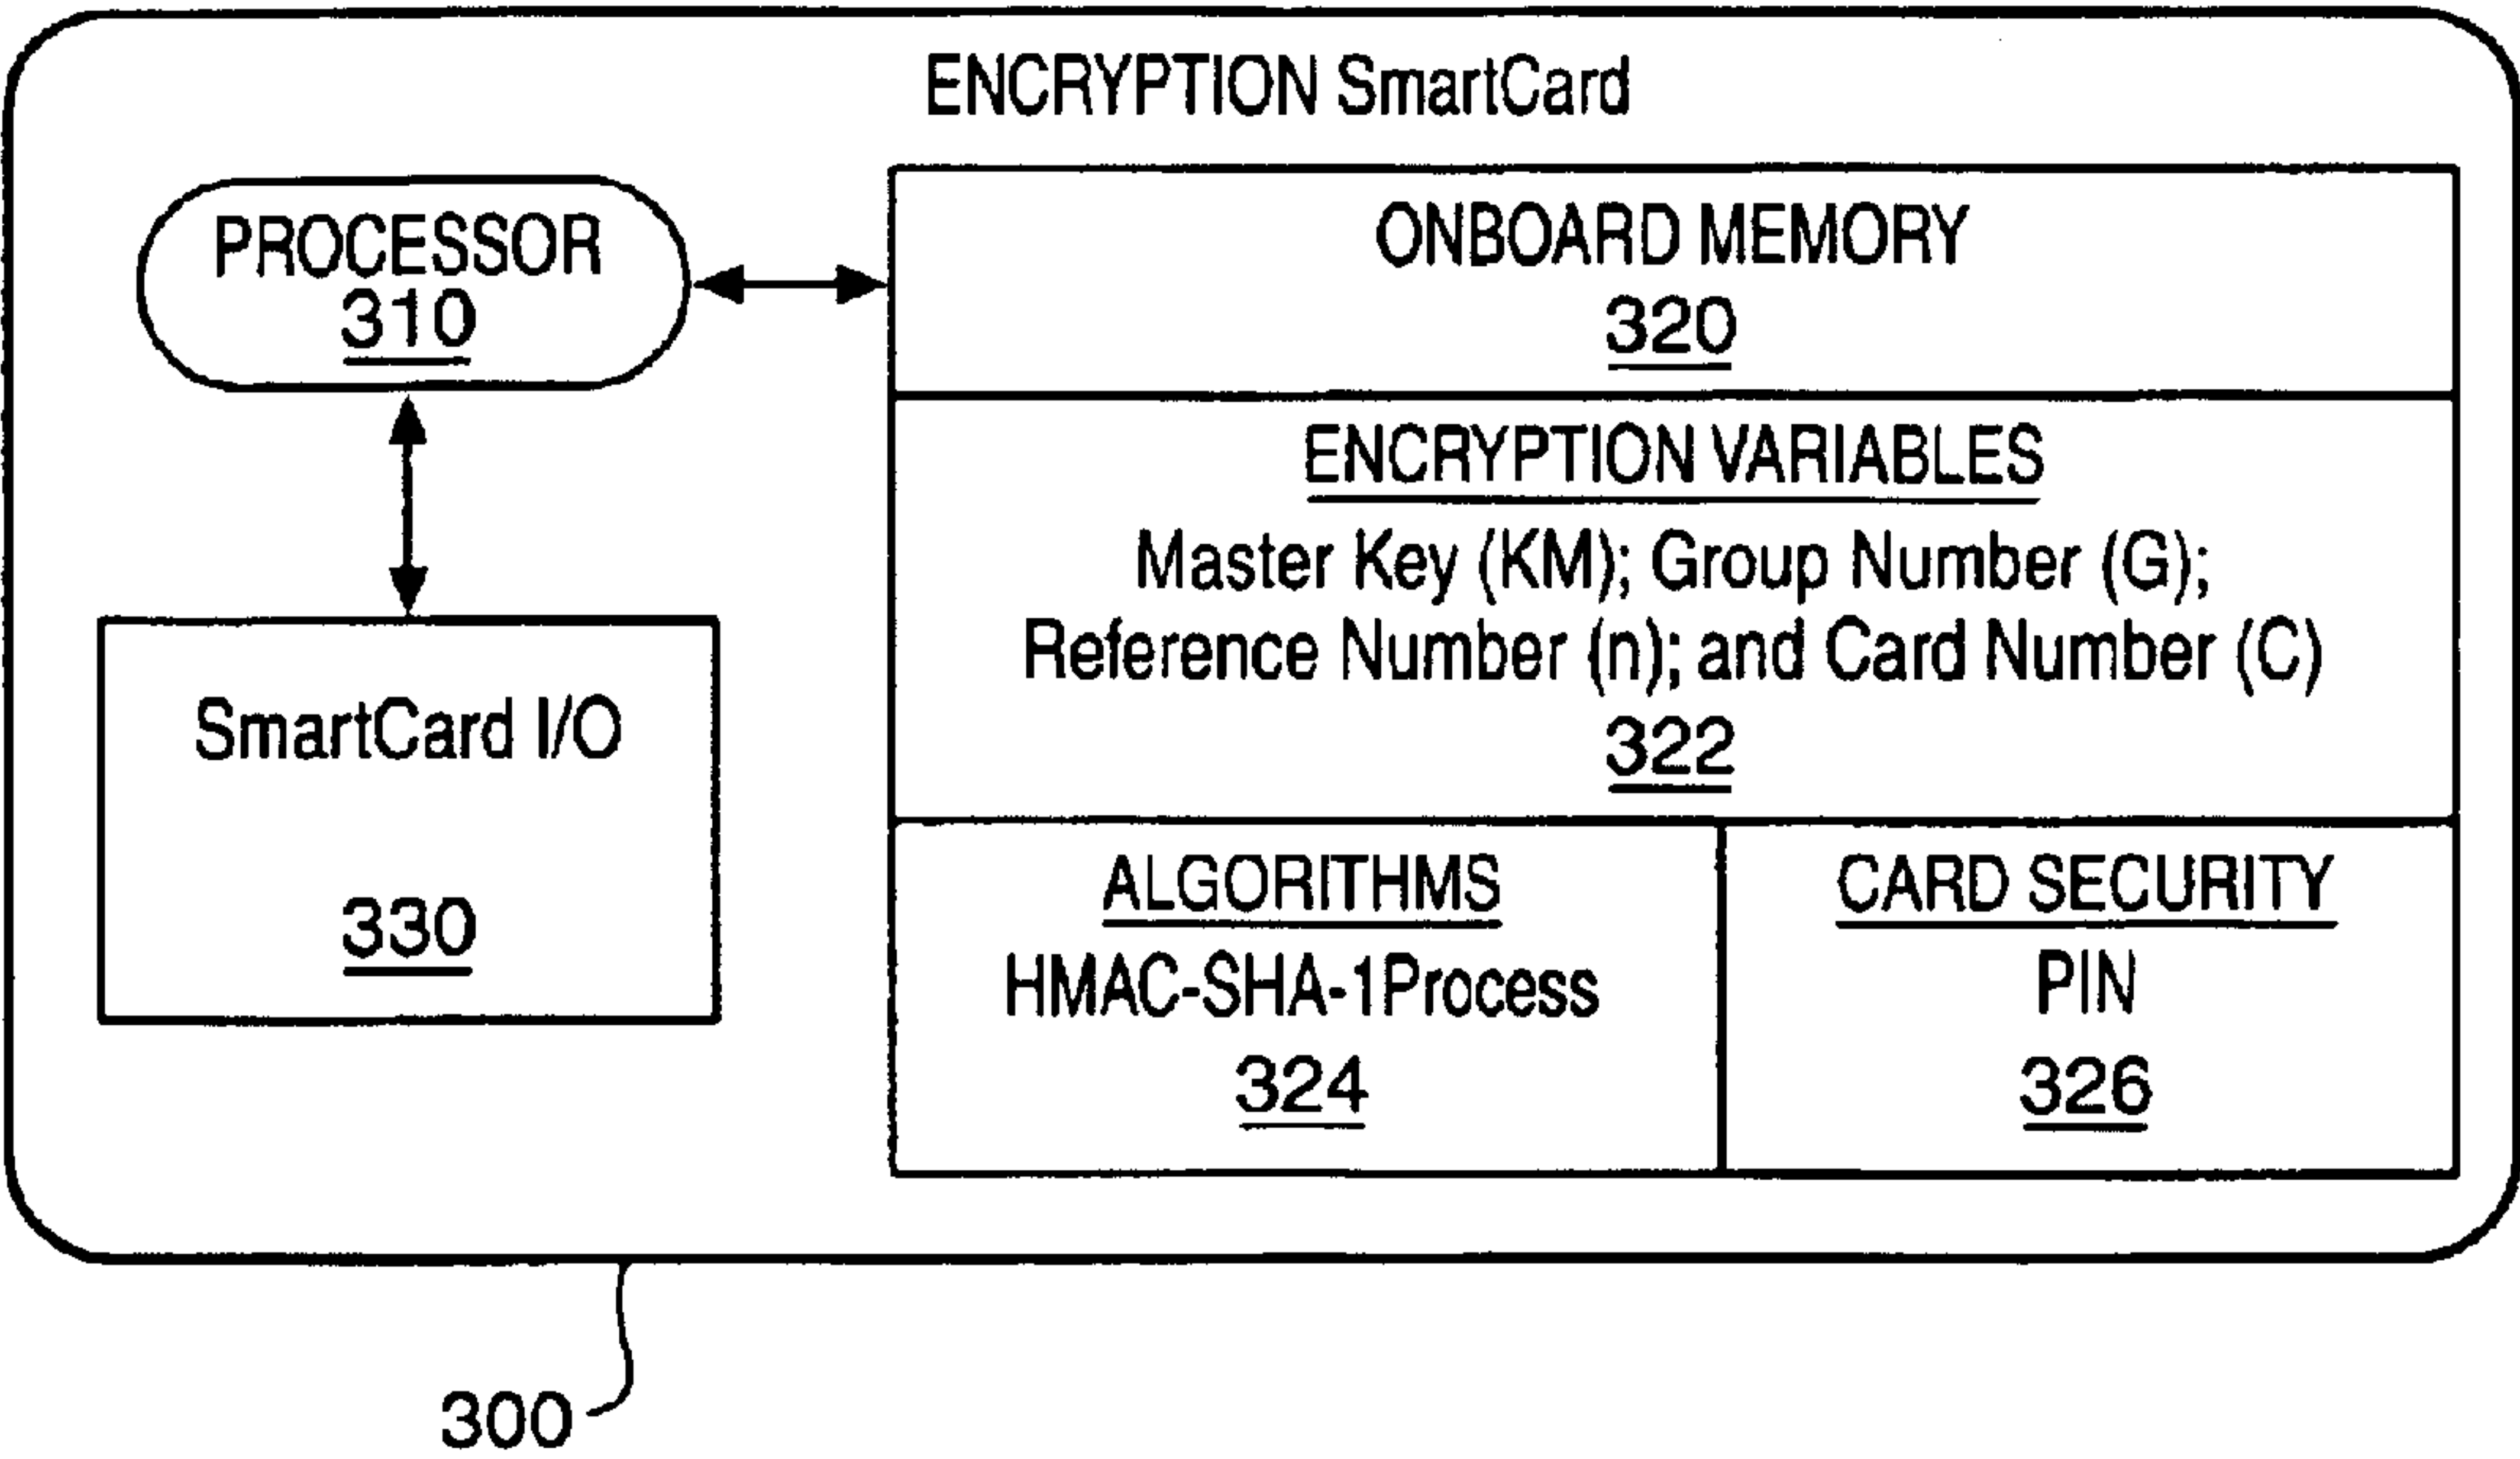 ENCRYPTION SmartCard
PROCESSOR
310
SmartCard I/O
330
ONBOARD MEMORY
320
ENCRYPTION VARIABLES
Master Key (KM); Group Number (G);
Reference Number (n); and Card Number (C)
322
ALGORITHMS
HMAC-SHA-1Process
324
CARD SECURITY
PIN
326
300